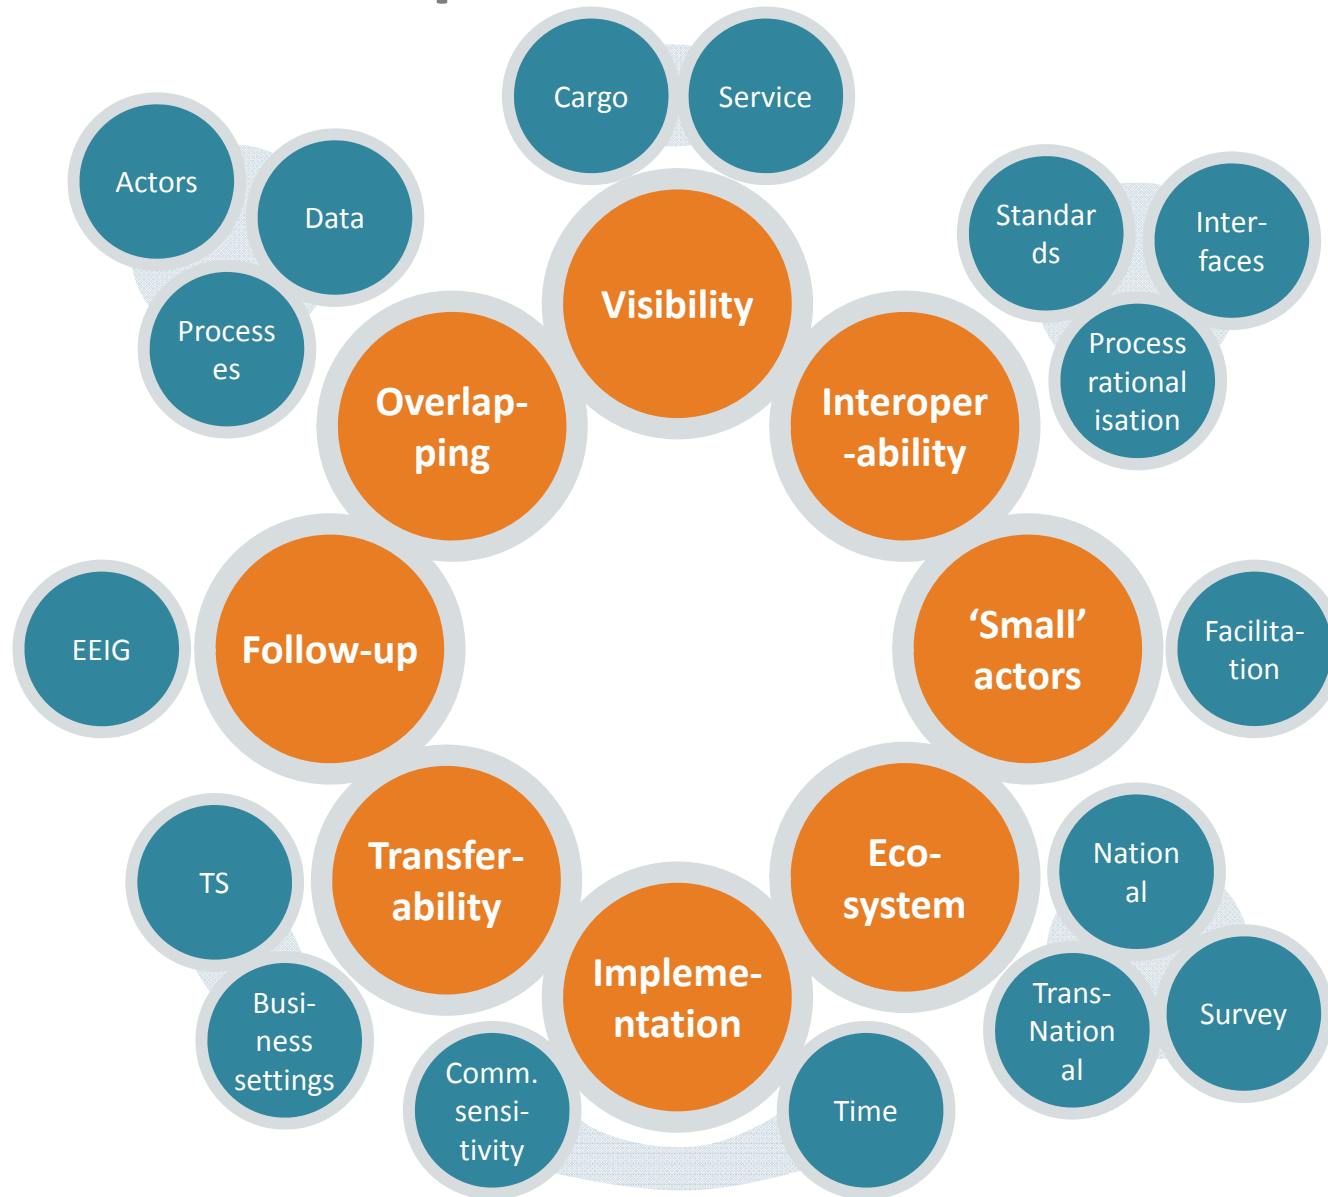 Cargo
Service
Visibility
Standar
ds
Inter-
faces
Process
rational
isation
Interoper
-ability
Facilita-
tion
‘Small’
actors
Nation
al
Trans-
Nation
al
Survey
Eco-
system
Time
Comm.
sensi-
tivity
Impleme-
ntation
Busi-
ness
settings
TS
Transfer-
ability
EEIG
Follow-up
Actors
Data
Process
es
Overlap-
ping